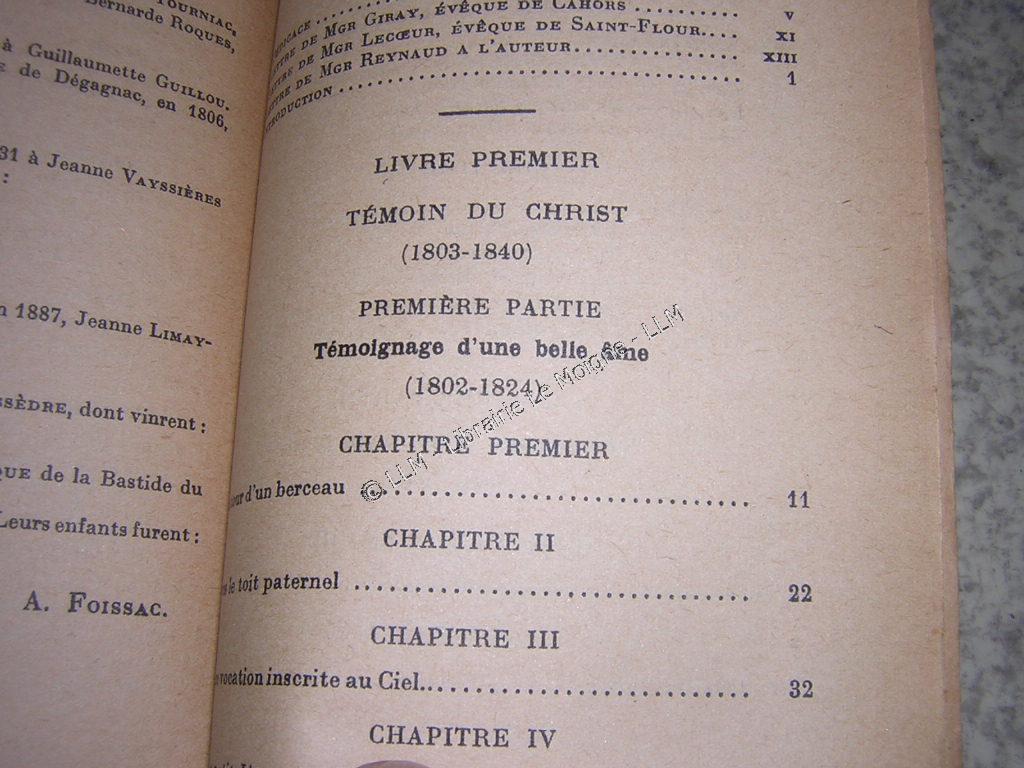 TOURNIAC,
Bernarde ROQUES,
à Guillaumette GUILLOU.
de Dégagnac, en 1806,
31 à Jeanne VAYSSIÈRES
:
1887, Jeanne LIMAY-
dont vinrent :
de la Bastide du
Leurs enfants furent :
A. FOISSAC.
V
DE MGR GIRAY, ÉVÊQUE DE CAHORS .......... XI
DE MGR LECŒUR, ÉVÊQUE DE SAINT-FLOUR.... XIII
DE MGR REYNAUD A L'AUTEUR.............. 1
LIVRE PREMIER
TÉMOIN DU CHRIST
(1803-1840)
PREMIÈRE PARTIE
Témoignage d'une belle âme
(1802-1824)
CHAPITRE PREMIER
d'un berceau .......... 11
CHAPITRE II
le toit paternel .......... 22
CHAPITRE III
vocation inscrite au Ciel.......... 32
CHAPITRE IV
© LLM - Librairie Le Moigne - LLM